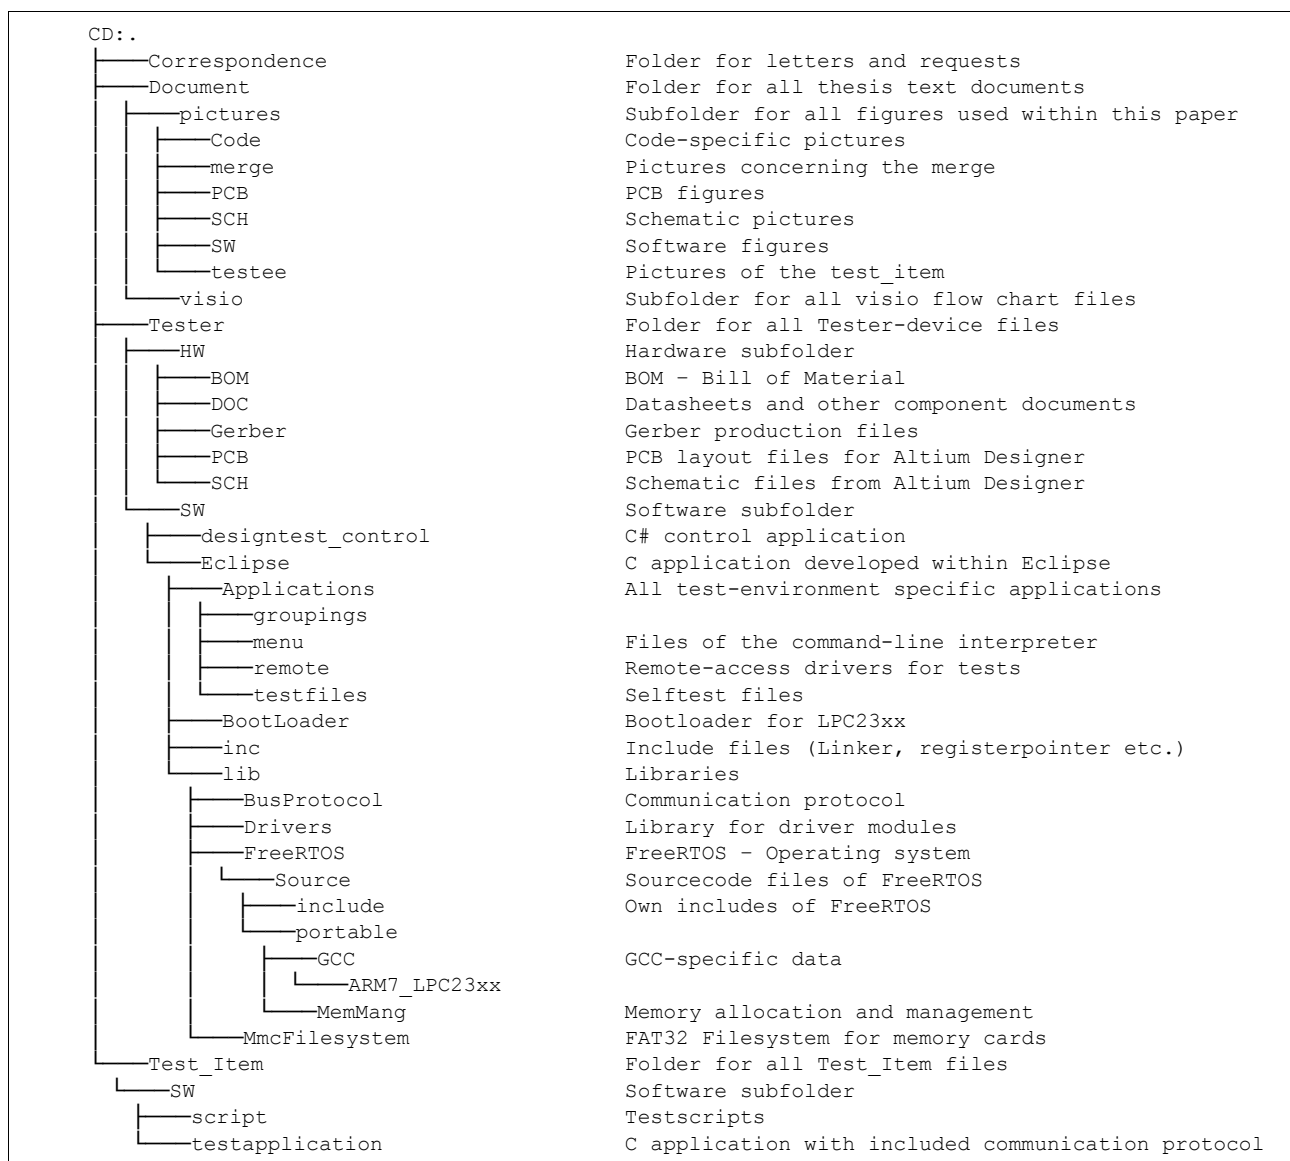 CD:.
├────Correspondence Folder for letters and requests
├────Document Folder for all thesis text documents
│ ├────pictures Subfolder for all figures used within this paper
│ │ ├────Code Code-specific pictures
│ │ ├────merge Pictures concerning the merge
│ │ ├────PCB PCB figures
│ │ ├────SCH Schematic pictures
│ │ ├────SW Software figures
│ │ └────testee Pictures of the test_item
│ └────visio Subfolder for all visio flow chart files
├────Tester Folder for all Tester-device files
│ ├────HW Hardware subfolder
│ │ ├────BOM BOM – Bill of Material
│ │ ├────DOC Datasheets and other component documents
│ │ ├────Gerber Gerber production files
│ │ ├────PCB PCB layout files for Altium Designer
│ │ └────SCH Schematic files from Altium Designer
│ └────SW Software subfolder
│ ├────designtest_control C# control application
│ └────Eclipse C application developed within Eclipse
│ ├────Applications All test-environment specific applications
│ │ ├────groupings
│ │ ├────menu Files of the command-line interpreter
│ │ ├────remote Remote-access drivers for tests
│ │ └────testfiles Selftest files
│ ├────BootLoader Bootloader for LPC23xx
│ ├────inc Include files (Linker, registerpointer etc.)
│ └────lib Libraries
│ ├────BusProtocol Communication protocol
│ ├────Drivers Library for driver modules
│ ├────FreeRTOS FreeRTOS – Operating system
│ │ └────Source Sourcecode files of FreeRTOS
│ │ ├────include Own includes of FreeRTOS
│ │ └────portable
│ │ ├────GCC GCC-specific data
│ │ │ └────ARM7_LPC23xx
│ │ └────MemMang Memory allocation and management
│ └────MmcFilesystem FAT32 Filesystem for memory cards
└────Test_Item Folder for all Test_Item files
└────SW Software subfolder
├────script Testscripts
└────testapplication C application with included communication protocol